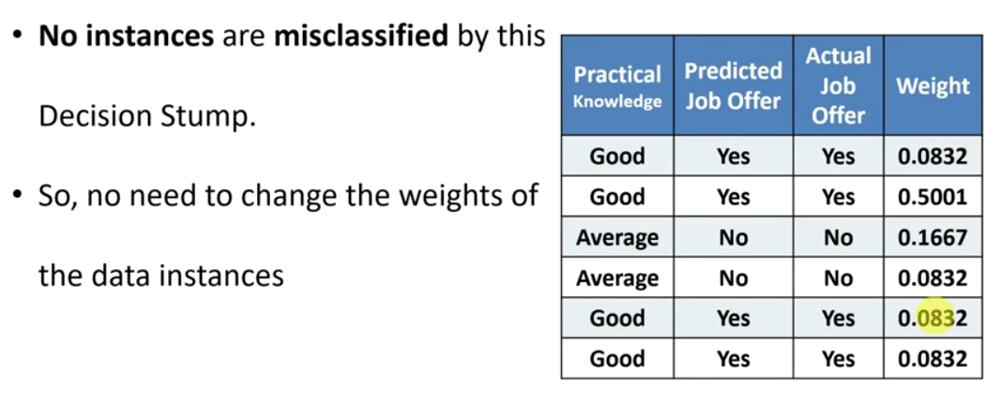 • No instances are misclassified by this
Decision Stump.
• So, no need to change the weights of
the data instances
Practical Knowledge Predicted Job Offer Actual Job Offer Weight
Good Yes Yes 0.0832
Good Yes Yes 0.5001
Average No No 0.1667
Average No No 0.0832
Good Yes Yes 0.0832
Good Yes Yes 0.0832